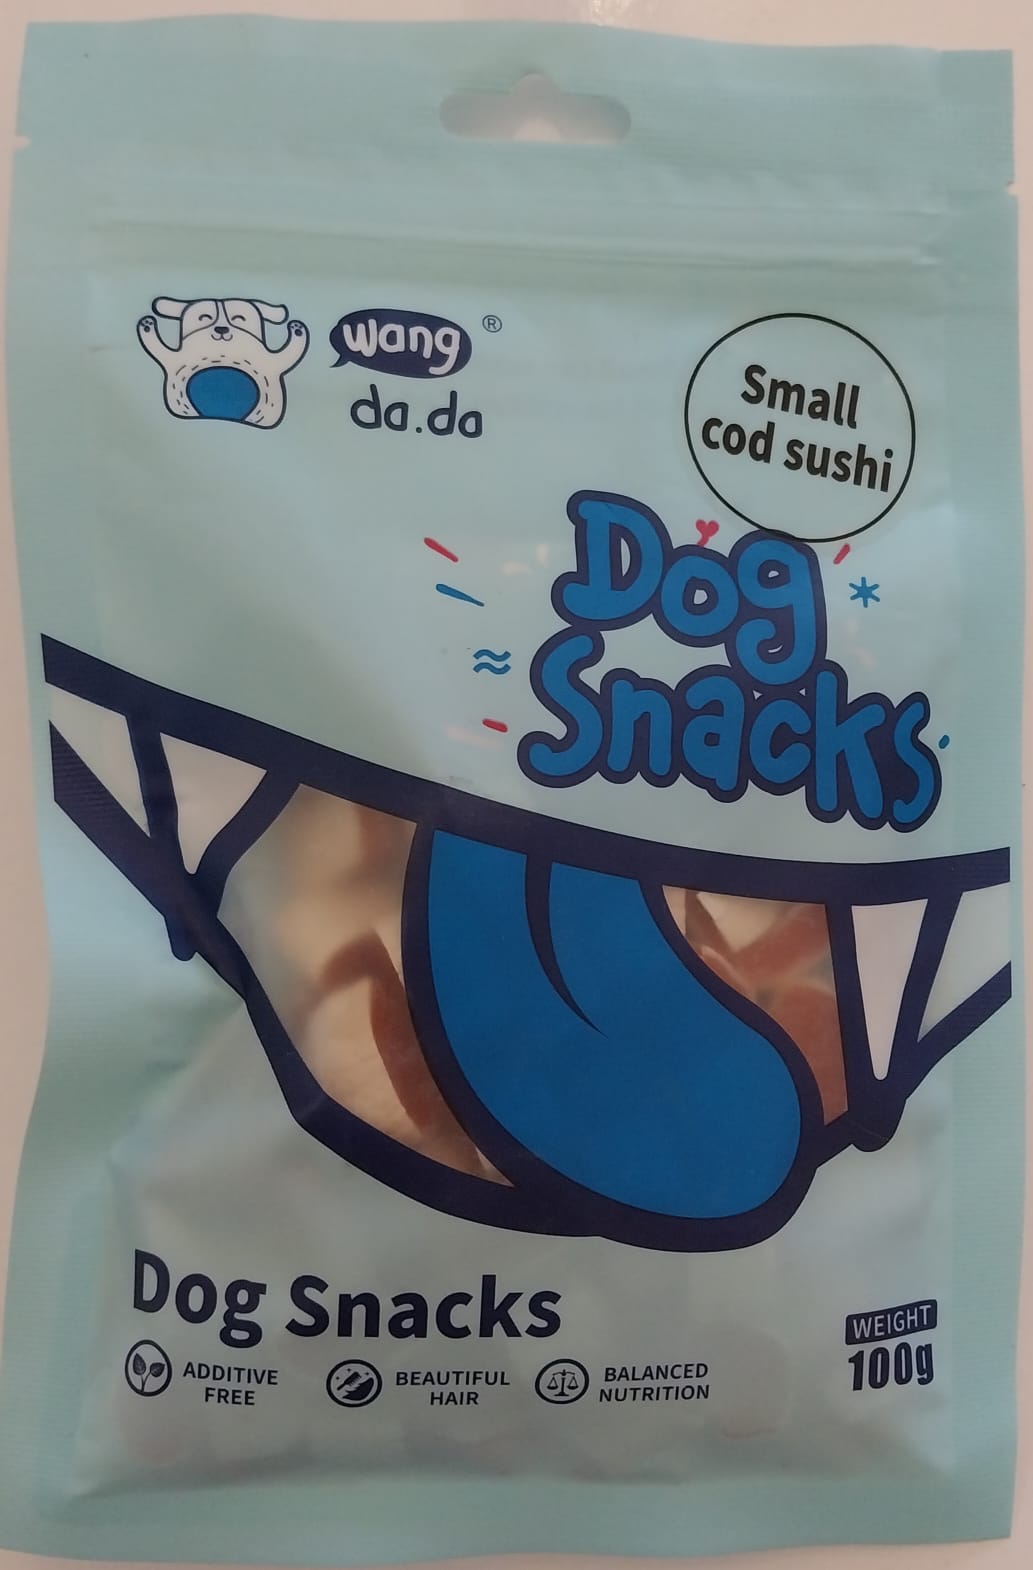 wang ®
da.da
Small
cod sushi
Dog
Snacks
Dog Snacks
ADDITIVE
FREE
BEAUTIFUL
HAIR
BALANCED
NUTRITION
WEIGHT
100g